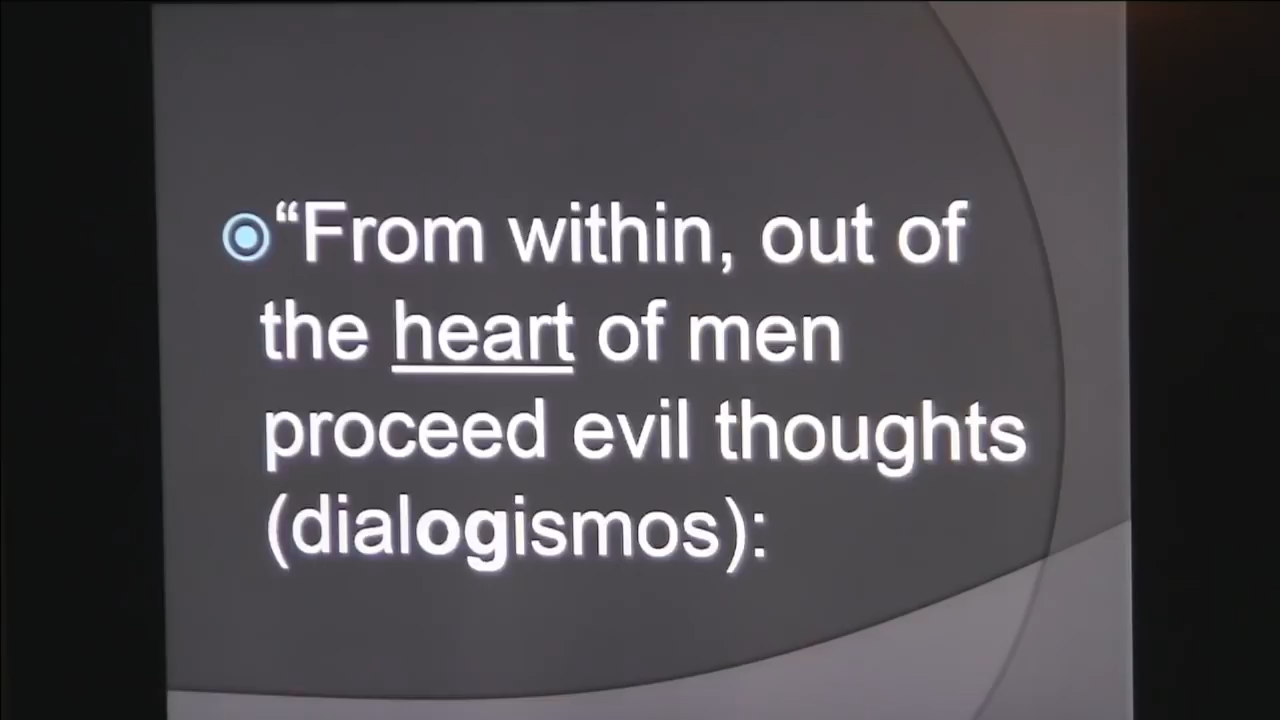 “From within, out of
the heart of men
proceed evil thoughts
(dialogismos):